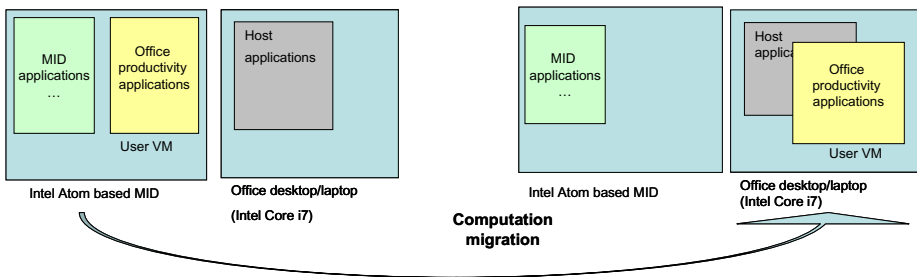 MID
applications
…
Office
productivity
applications
User VM
Intel Atom based MID
Host
applications
Office desktop/laptop
(Intel Core i7)
Computation
migration
MID
applications
…
Intel Atom based MID
Host
applica
Office
productivity
applications
User VM
Office desktop/laptop
(Intel Core i7)